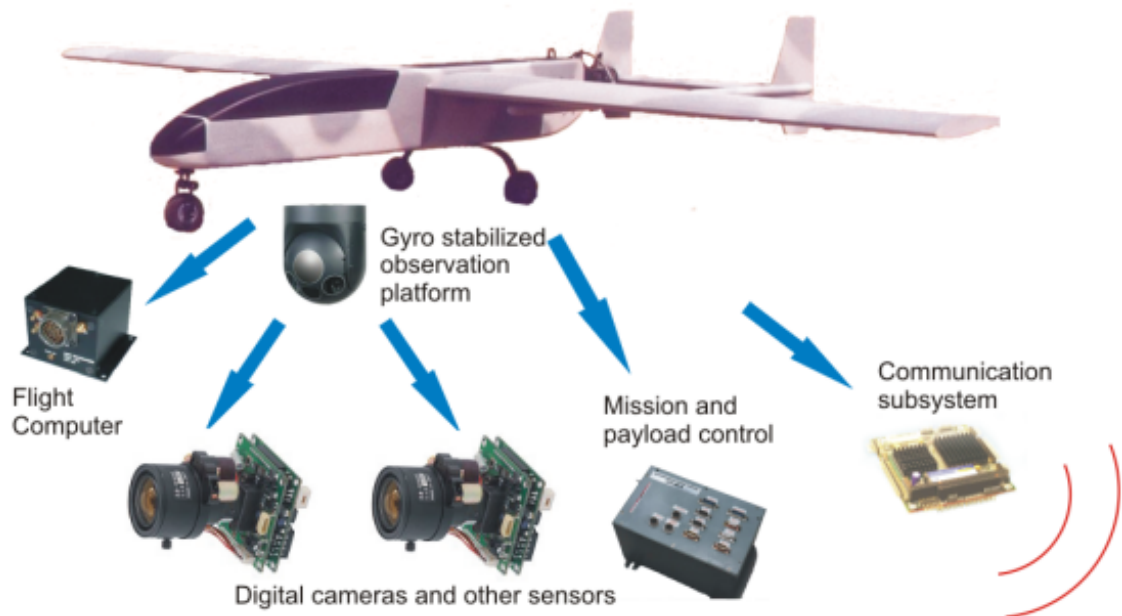 Gyro stabilized
observation
platform
Flight
Computer
Communication
subsystem
Mission and
payload control
Digital cameras and other sensors